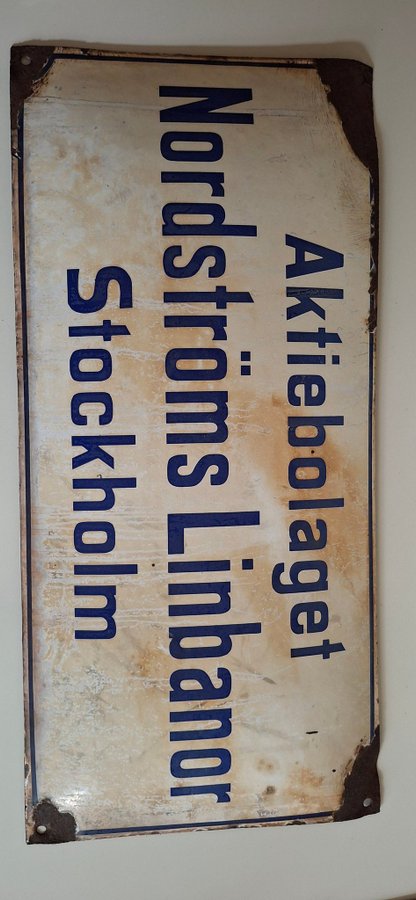 Aktiebolaget
Nordströms Linbanor
Stockholm